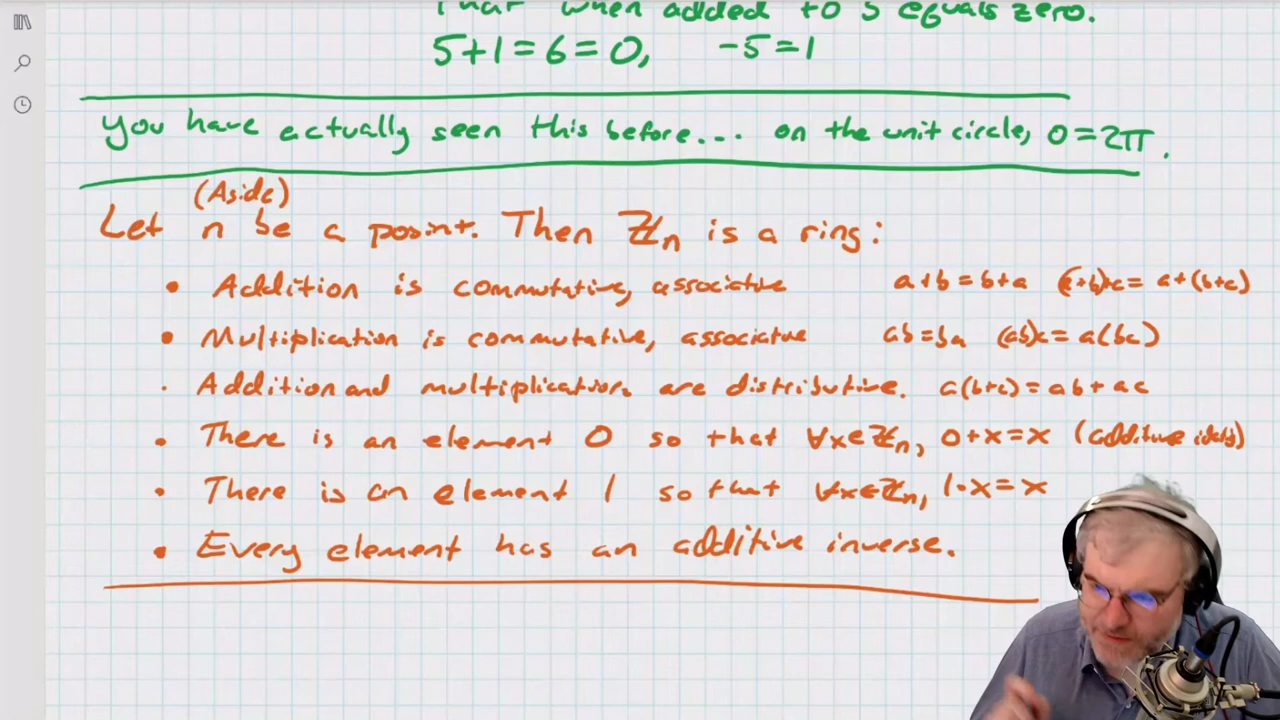 That when added to 5 equals zero.
5+1=6=0, -5=1
You have actually seen this before... on the unit circle, 0=2π.
(Aside)
Let n be a posint. Then ℤn is a ring:
• Addition is commutative, associative a+b=b+a (a+b)+c= a+(b+c)
• Multiplication is commutative, associative ab=ba (ab)c= a(bc)
• Addition and multiplication are distributive. a(b+c)=ab+ac
• There is an element 0 so that ∀x∈ℤn, 0+x=x (additive idty)
• There is an element 1 so that ∀x∈ℤn, 1·x=x
• Every element has an additive inverse.